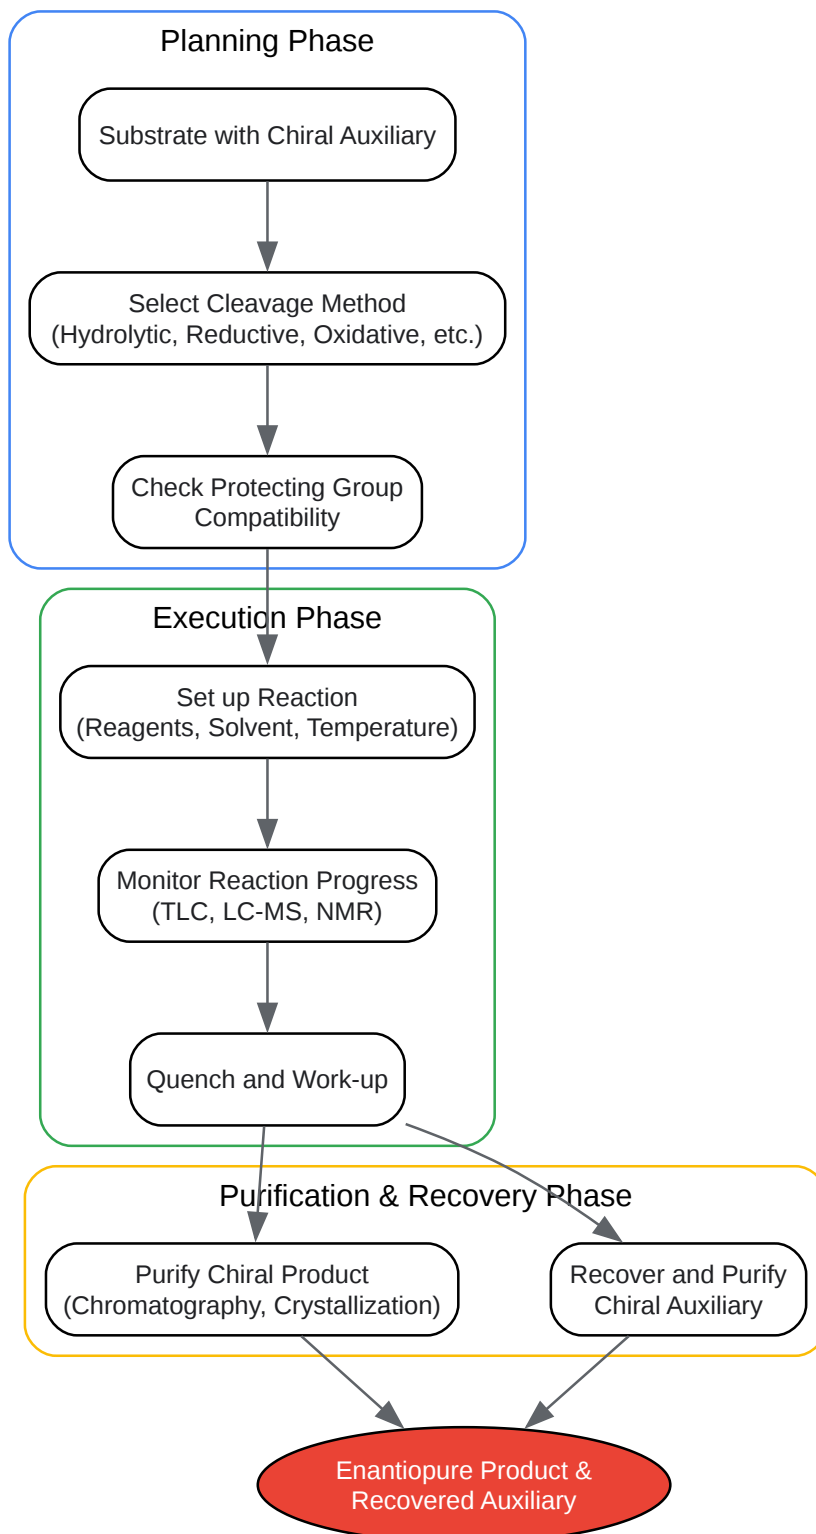 Planning Phase
Substrate with Chiral Auxiliary
Select Cleavage Method
(Hydrolytic, Reductive, Oxidative, etc.)
Check Protecting Group
Compatibility
Execution Phase
Set up Reaction
(Reagents, Solvent, Temperature)
Monitor Reaction Progress
(TLC, LC-MS, NMR)
Quench and Work-up
Purification & Recovery Phase
Purify Chiral Product
(Chromatography, Crystallization)
Recover and Purify
Chiral Auxiliary
Enantiopure Product &
Recovered Auxiliary